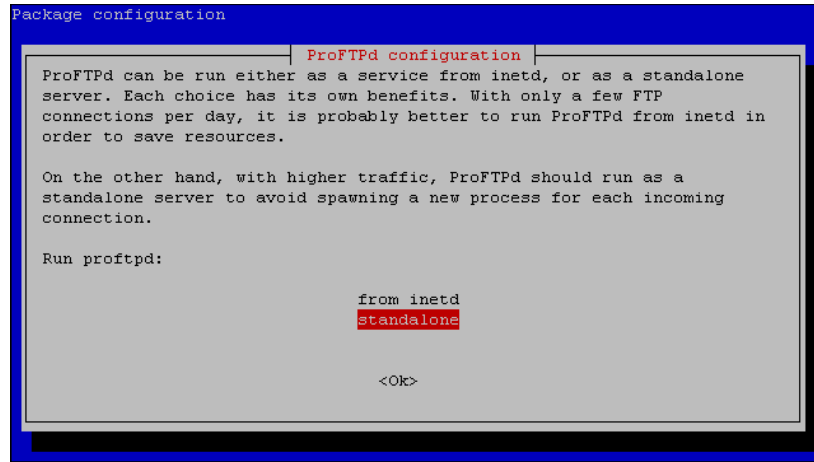 Package configuration
ProFTPd configuration
ProFTPd can be run either as a service from inetd, or as a standalone
server. Each choice has its own benefits. With only a few FTP
connections per day, it is probably better to run ProFTPd from inetd in
order to save resources.
On the other hand, with higher traffic, ProFTPd should run as a
standalone server to avoid spawning a new process for each incoming
connection.
Run proftpd:
from inetd
standalone
<Ok>